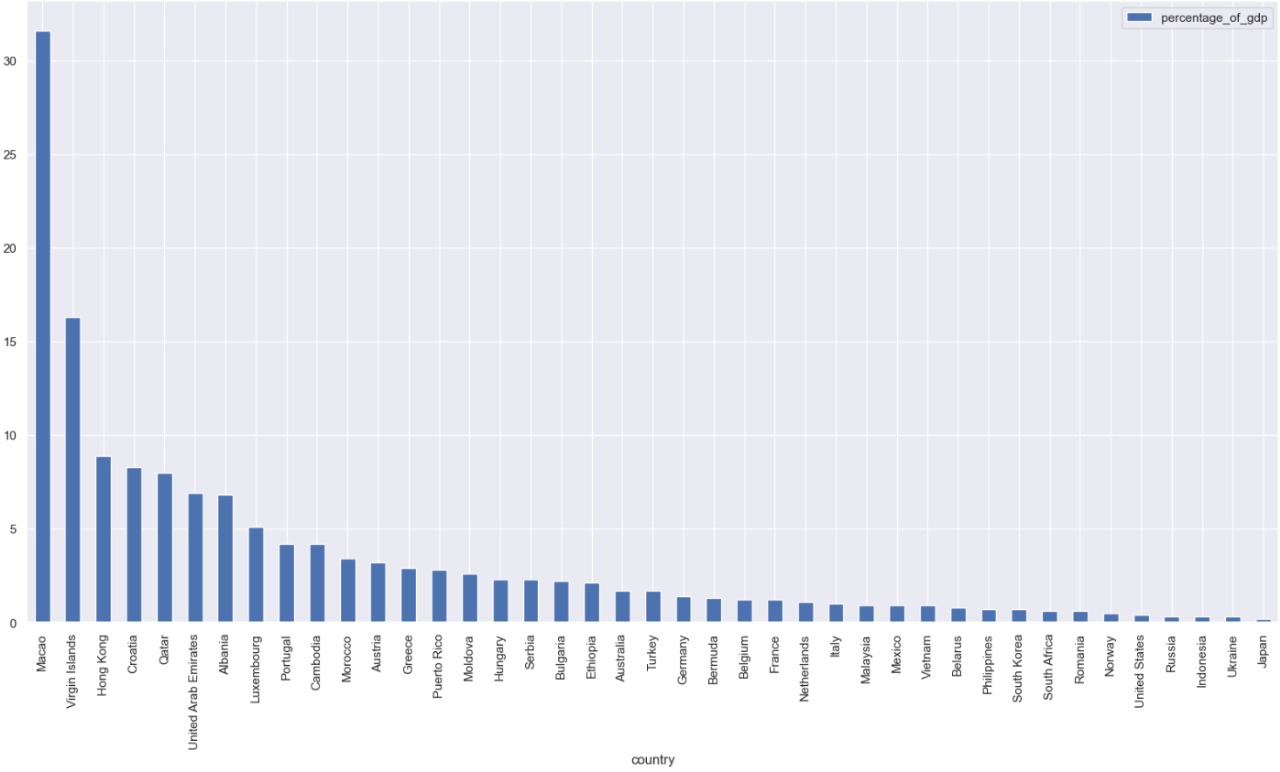 percentage_of_gdp
30
25
20
15
10
5
0
Macao
Virgin Islands
Hong Kong
Croatia
Qatar
United Arab Emirates
Albania
Luxembourg
Portugal
Cambodia
Morocco
Austria
Greece
Puerto Rico
Moldova
Hungary
Serbia
Bulgaria
Ethiopia
Australia
Turkey
Germany
Bermuda
Belgium
France
Netherlands
Italy
Malaysia
Mexico
Vietnam
Belarus
Philippines
South Korea
South Africa
Romania
Norway
United States
Russia
Indonesia
Ukraine
Japan
country